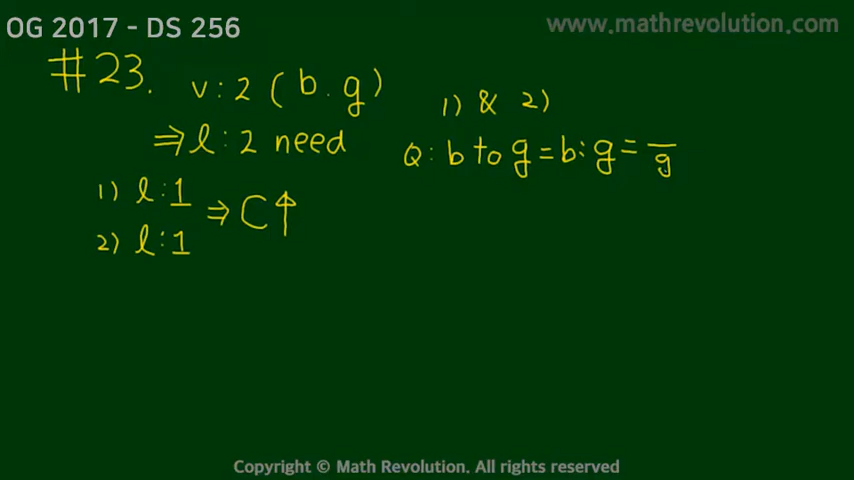 OG 2017 - DS 256
www.mathrevolution.com
#23. v: 2 (b. g)
⇒ l: 2 need
1) l: 1
2) l: 1
⇒ C↑
1) & 2)
Q: b to g = b: g = — g
Copyright © Math Revolution. All rights reserved